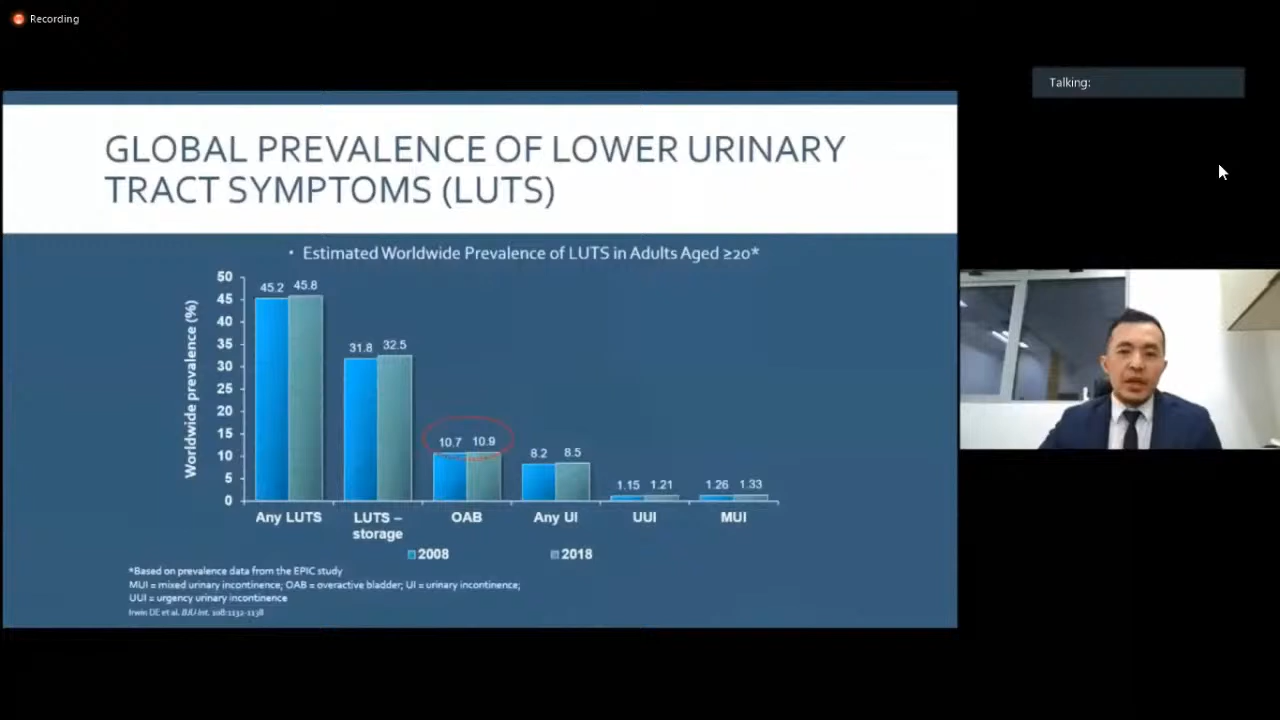 Recording
Talking:
GLOBAL PREVALENCE OF LOWER URINARY
TRACT SYMPTOMS (LUTS)
• Estimated Worldwide Prevalence of LUTS in Adults Aged ≥20*
Worldwide prevalence (%)
50
45
40
35
30
25
20
15
10
5
0
45.2 45.8
31.8 32.5
10.7 10.9
8.2 8.5
1.15 1.21
1.26 1.33
Any LUTS
LUTS –
storage
OAB
Any UI
UUI
MUI
2008 2018
*Based on prevalence data from the EPIC study
MUI = mixed urinary incontinence; OAB = overactive bladder; UI = urinary incontinence;
UUI = urgency urinary incontinence
Irwin DE et al. BJU Int. 108:1132-1138